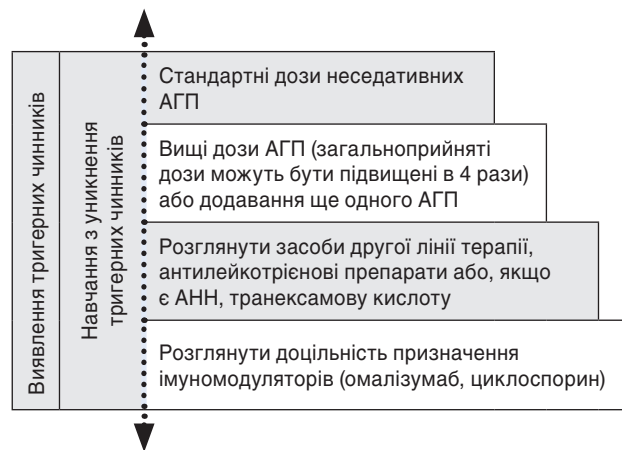 Виявлення тригерних чинників
Навчання з уникнення
тригерних чинників
Стандартні дози неседативних
АГП
Вищі дози АГП (загальноприйняті
дози можуть бути підвищені в 4 рази)
або додавання ще одного АГП
Розглянути засоби другої лінії терапії,
антилейкотрієнові препарати або, якщо
є АНН, транексамову кислоту
Розглянути доцільність призначення
імуномодуляторів (омалізумаб, циклоспорин)